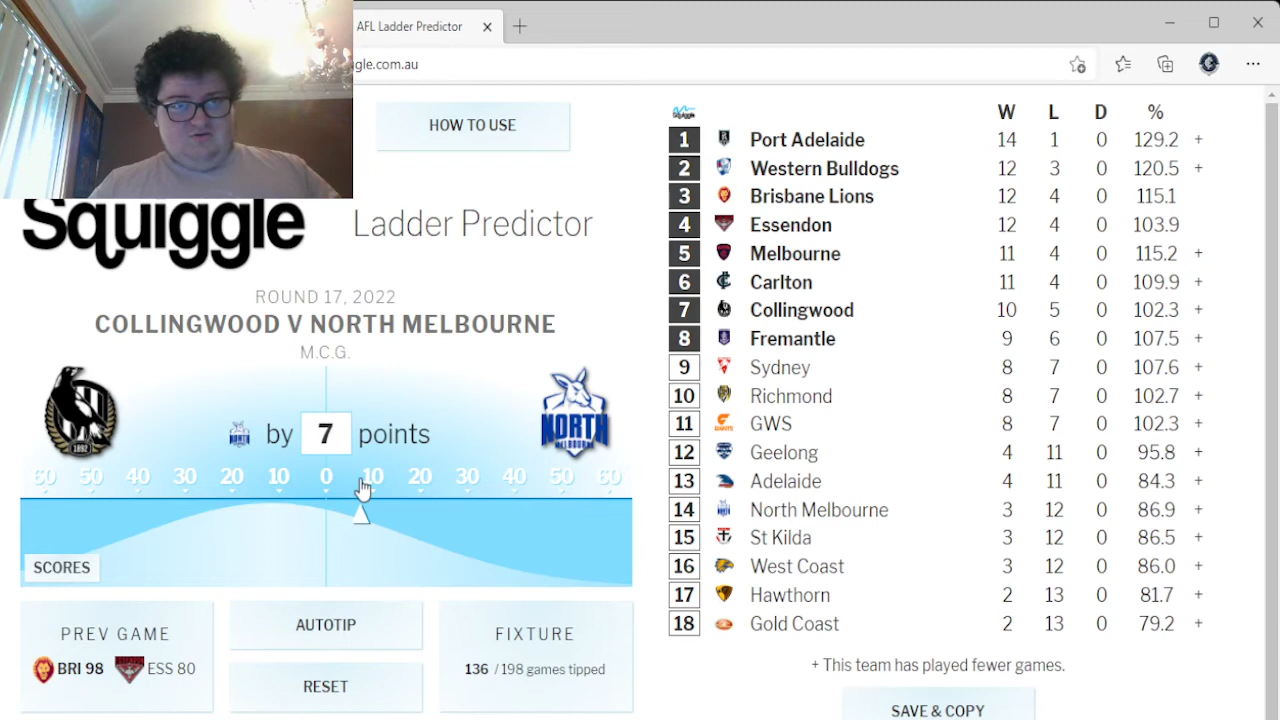 AFL Ladder Predictor
gle.com.au
HOW TO USE
Squiggle Ladder Predictor
ROUND 17, 2022
COLLINGWOOD V NORTH MELBOURNE
M.C.G.
1892
NORTH MELBOURNE
NORTH by 7 points
60 50 40 30 20 10 0 10 20 30 40 50 60
SCORES
PREV GAME
BRI 98 ESS 80
AUTOTIP
RESET
FIXTURE
136 / 198 games tipped
Squiggle W L D %
1 Port Adelaide 14 1 0 129.2 +
2 Western Bulldogs 12 3 0 120.5 +
3 Brisbane Lions 12 4 0 115.1
4 Essendon 12 4 0 103.9
5 Melbourne 11 4 0 115.2 +
6 Carlton 11 4 0 109.9 +
7 Collingwood 10 5 0 102.3 +
8 Fremantle 9 6 0 107.5 +
9 Sydney 8 7 0 107.6 +
10 Richmond 8 7 0 102.7 +
11 GWS 8 7 0 102.3 +
12 Geelong 4 11 0 95.8 +
13 Adelaide 4 11 0 84.3 +
14 North Melbourne 3 12 0 86.9 +
15 St Kilda 3 12 0 86.5 +
16 West Coast 3 12 0 86.0 +
17 Hawthorn 2 13 0 81.7 +
18 Gold Coast 2 13 0 79.2 +
+ This team has played fewer games.
SAVE & COPY